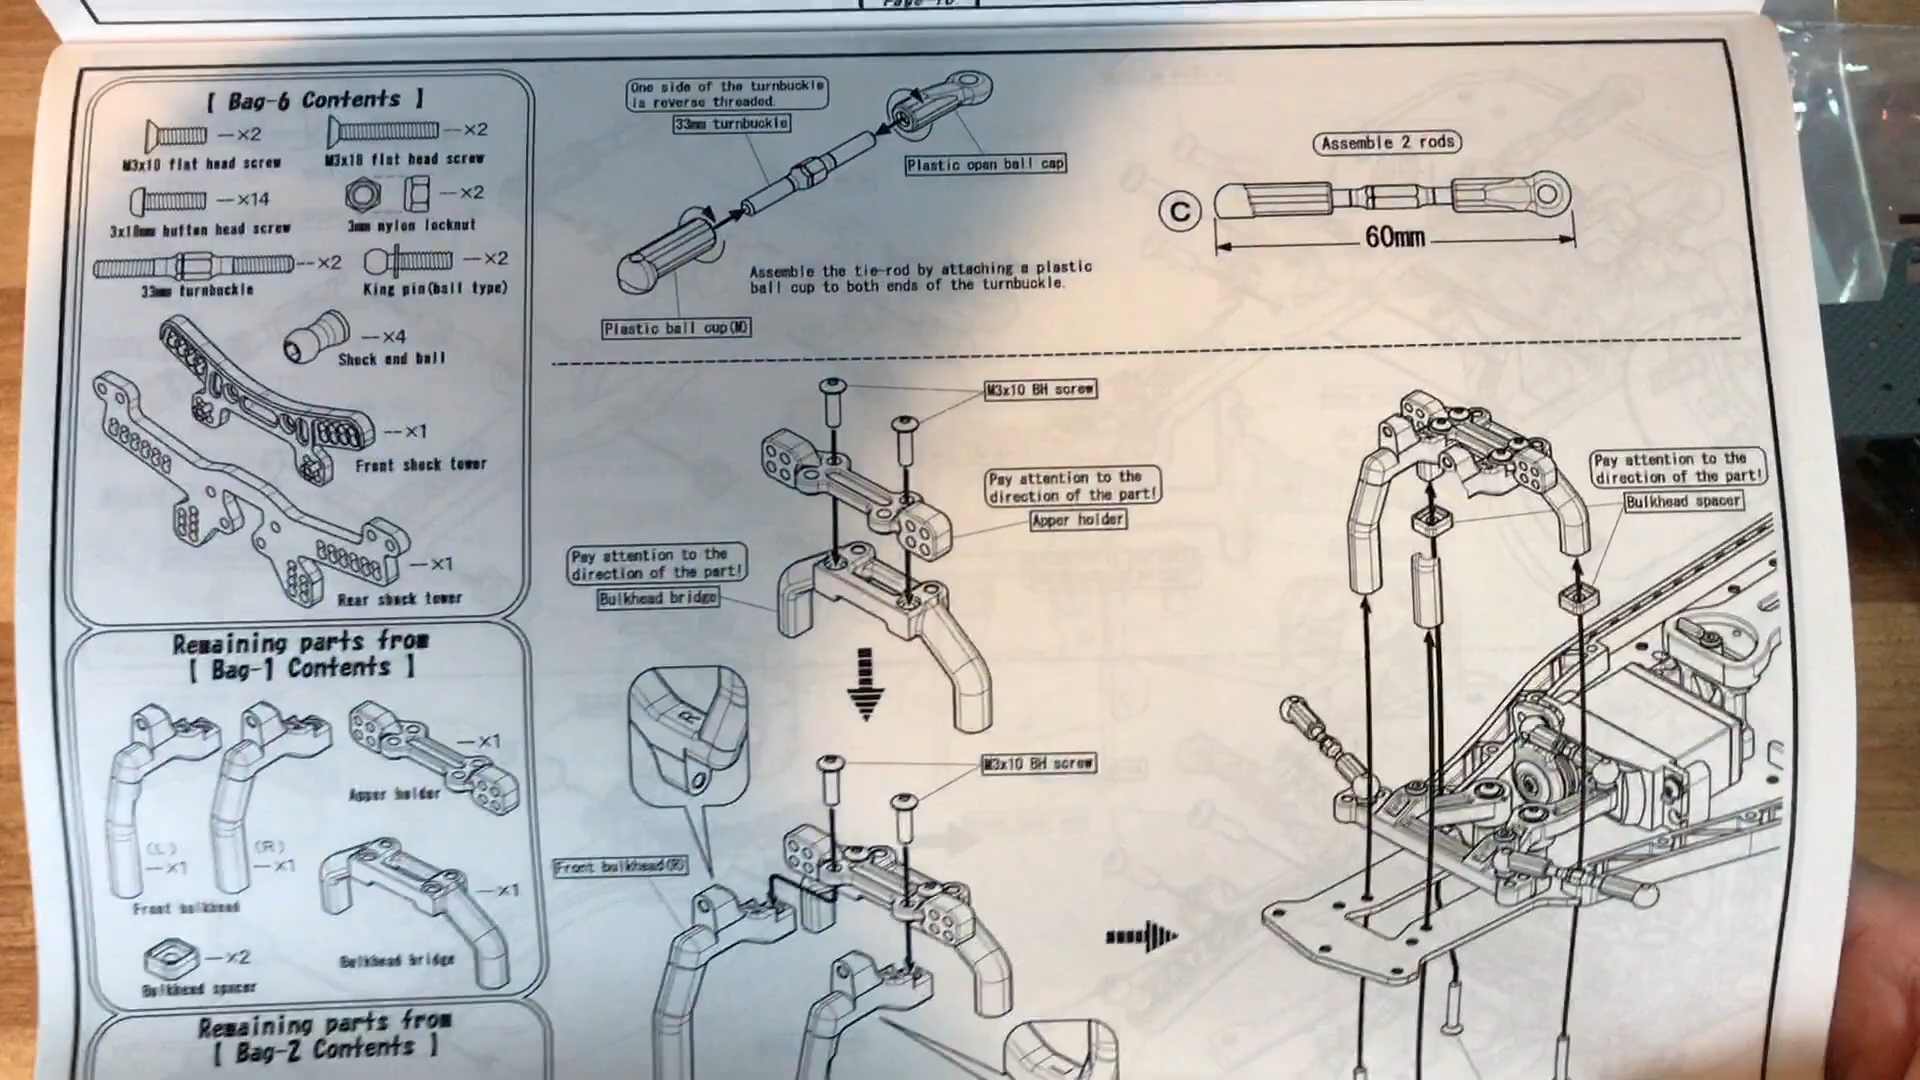 Page-16
[ Bag-6 Contents ]
—×2
—×2
M3x10 flat head screw
M3x18 flat head screw
—×14
—×2
3x10mm button head screw
3mm nylon locknut
—×2
—×2
33mm turnbuckle
King pin(ball type)
—×4
Shock end ball
—×1
Front shock tower
—×1
Rear shock tower
Remaining parts from
[ Bag-1 Contents ]
—×1
Apper holder
(L)
—×1
(R)
—×1
Front bulkhead
—×1
—×2
Bulkhead bridge
Bulkhead spacer
Remaining parts from
[ Bag-2 Contents ]
One side of the turnbuckle
is reverse threaded.
33mm turnbuckle
Plastic open ball cap
Assemble the tie-rod by attaching a plastic
ball cup to both ends of the turnbuckle.
Plastic ball cup(M)
Assemble 2 rods
C
60mm
M3x10 BH screw
Pay attention to the
direction of the part!
Apper holder
Pay attention to the
direction of the part!
Bulkhead bridge
R
M3x10 BH screw
Front bulkhead(R)
Pay attention to the
direction of the part!
Bulkhead spacer